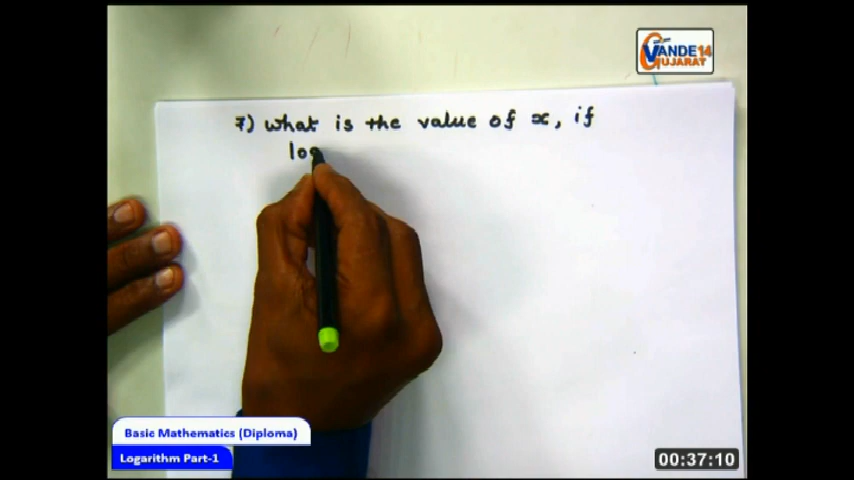 VANDE 14
GUJARAT
7) What is the value of x, if
log
Basic Mathematics (Diploma)
Logarithm Part-1
00:37:10